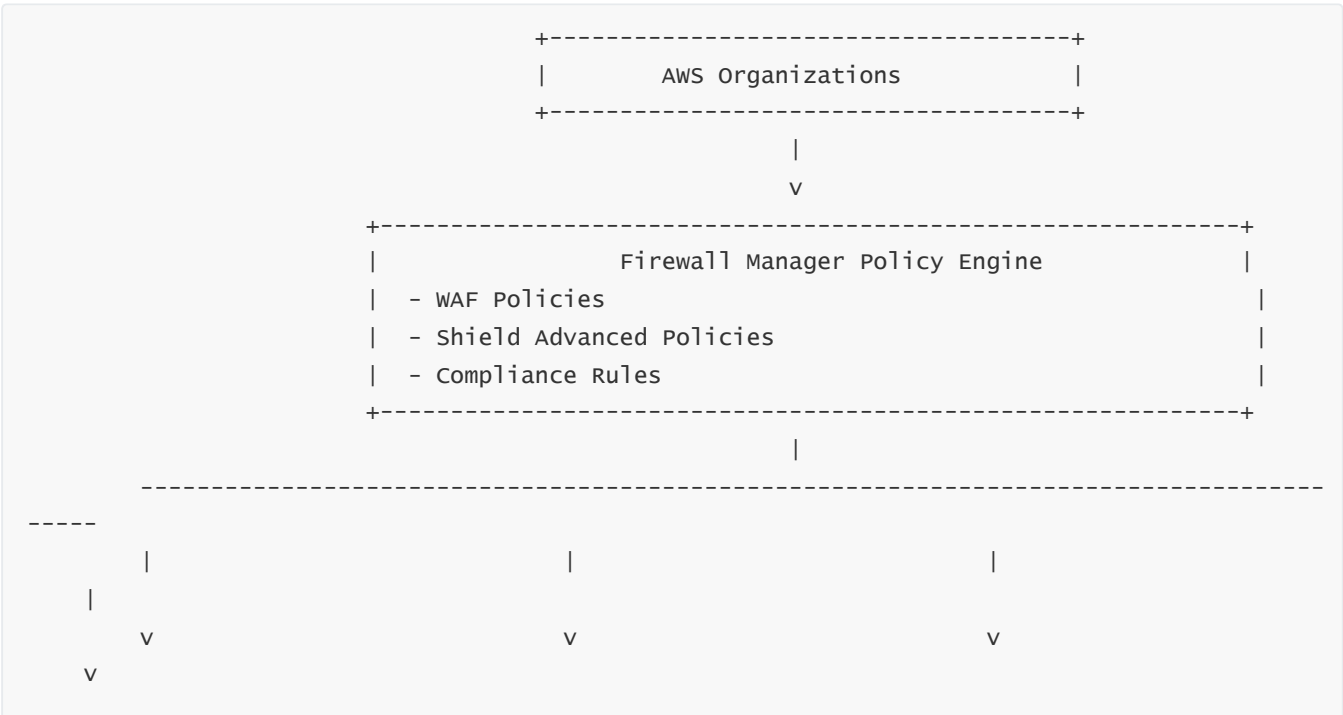 +-------------------------------------+
|        AWS Organizations            |
+-------------------------------------+
|
v
+-------------------------------------------------------------+
|                 Firewall Manager Policy Engine              |
|  - WAF Policies                                              |
|  - Shield Advanced Policies                                  |
|  - Compliance Rules                                          |
+-------------------------------------------------------------+
|
------------------------------------------------------------------------------------
-----
|                             |                             |
|
v                             v                             v
v